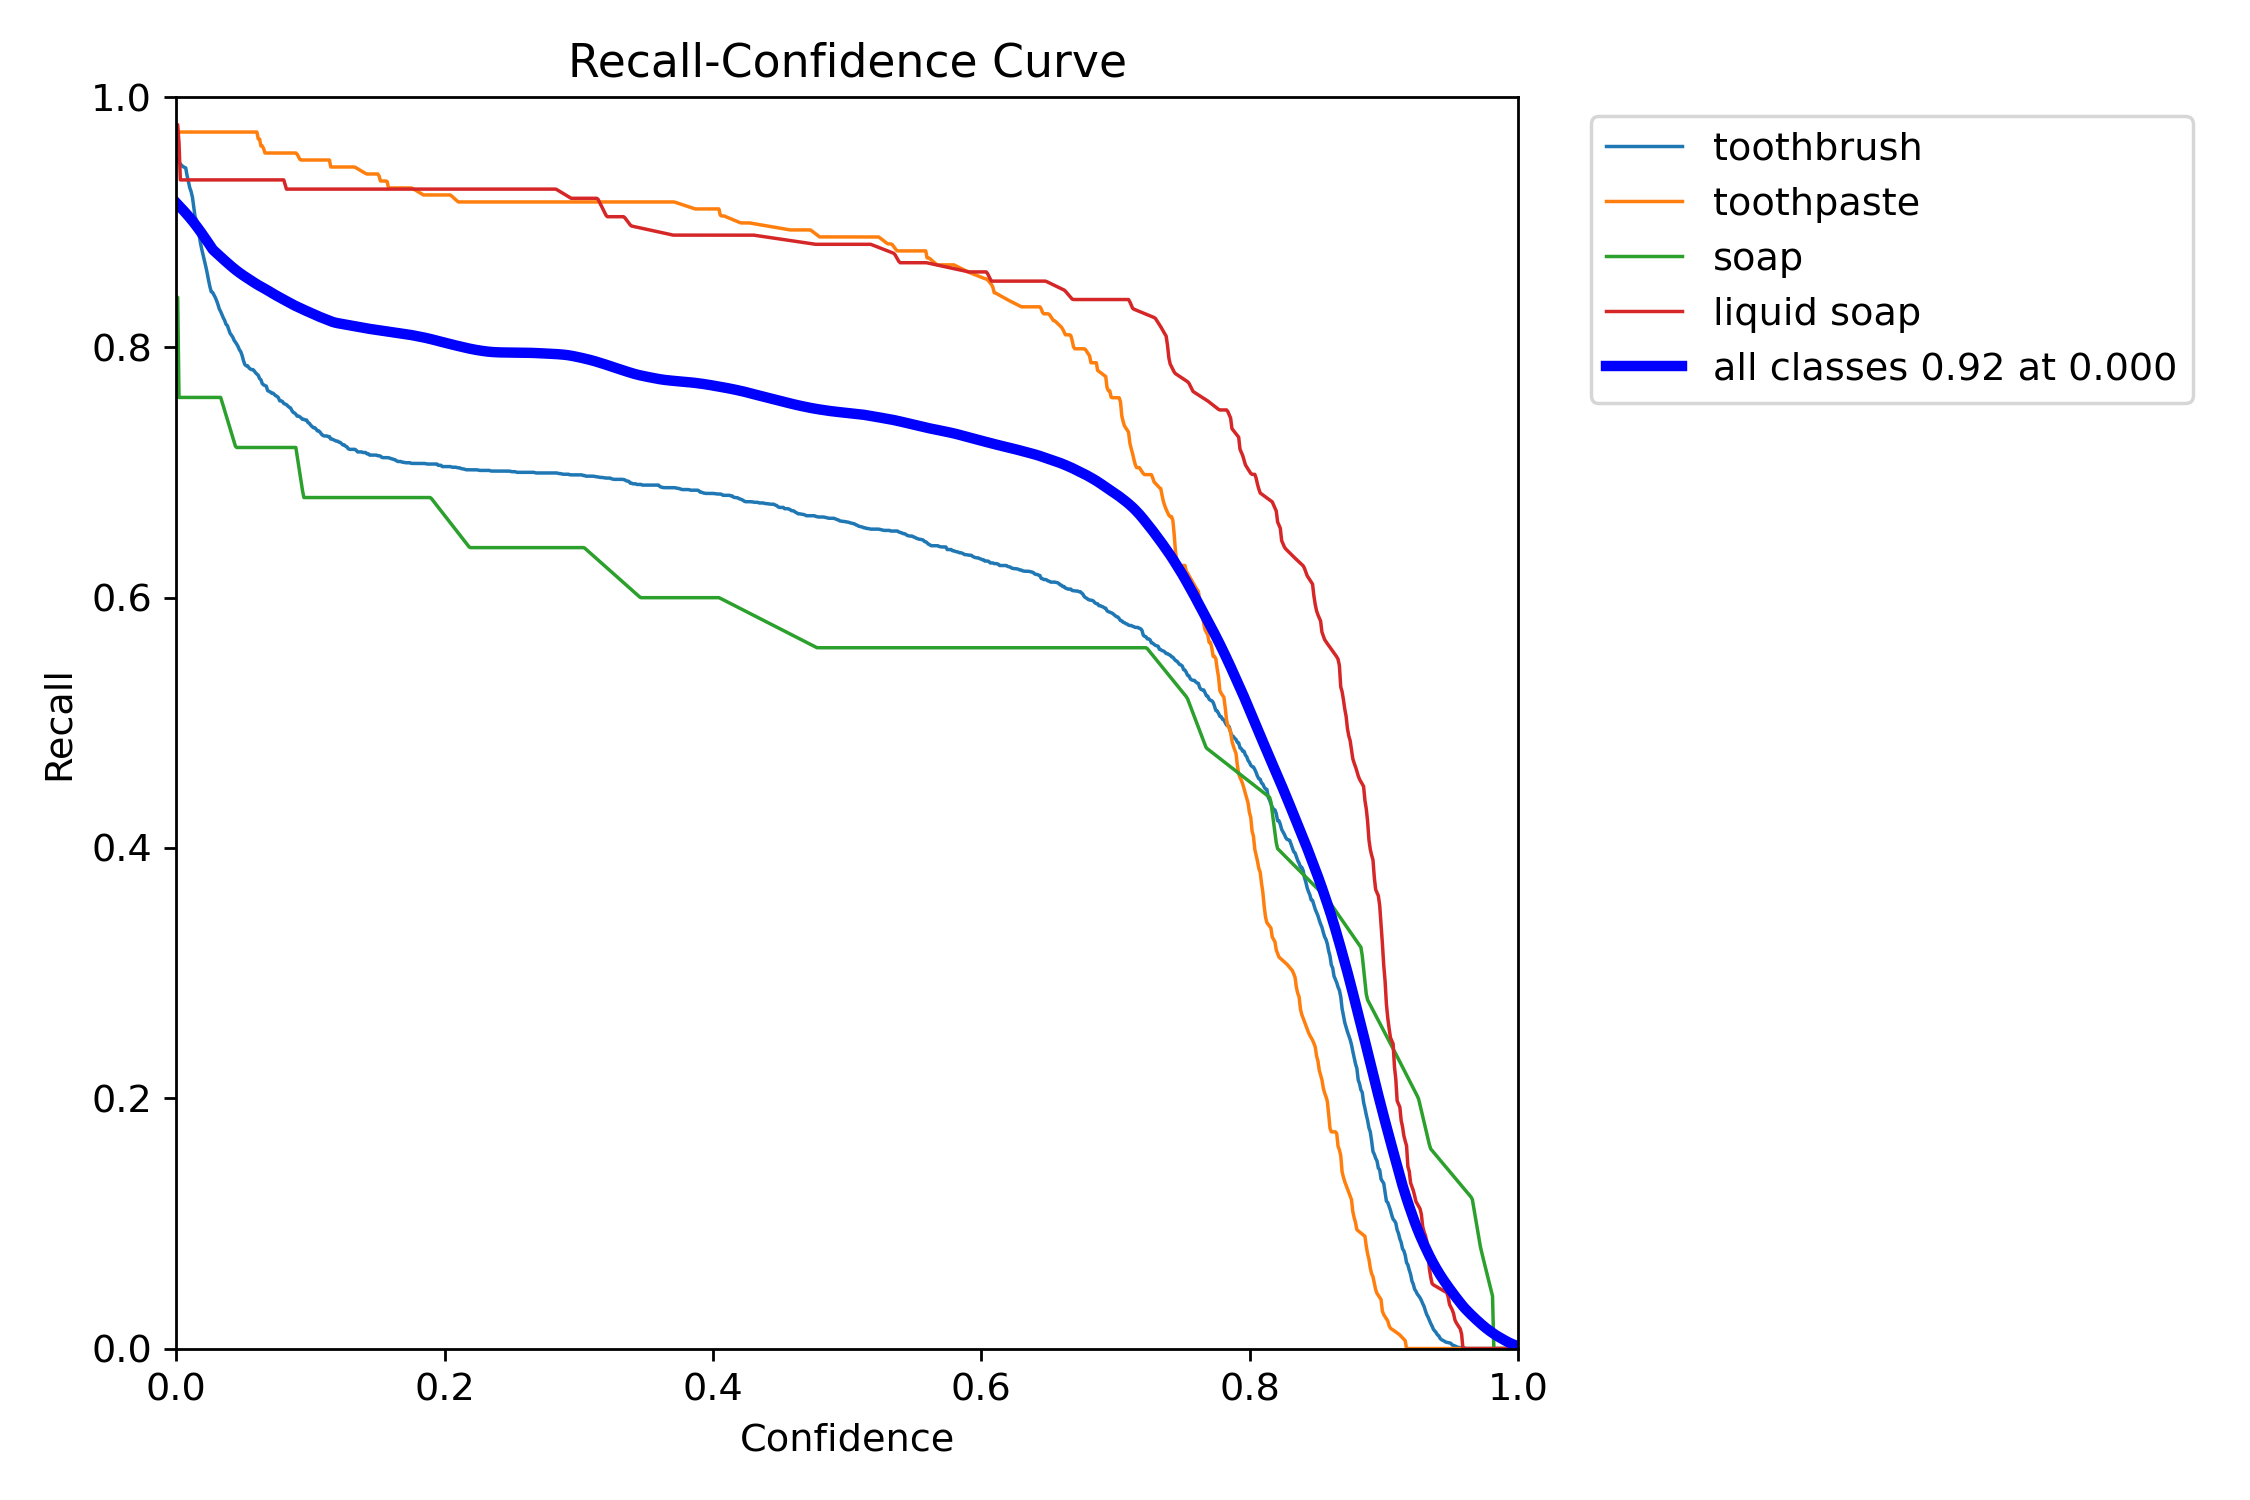 Recall-Confidence Curve
1.0
0.8
0.6
0.4
0.2
0.0
Recall
0.0 0.2 0.4 0.6 0.8 1.0
Confidence
toothbrush
toothpaste
soap
liquid soap
all classes 0.92 at 0.000